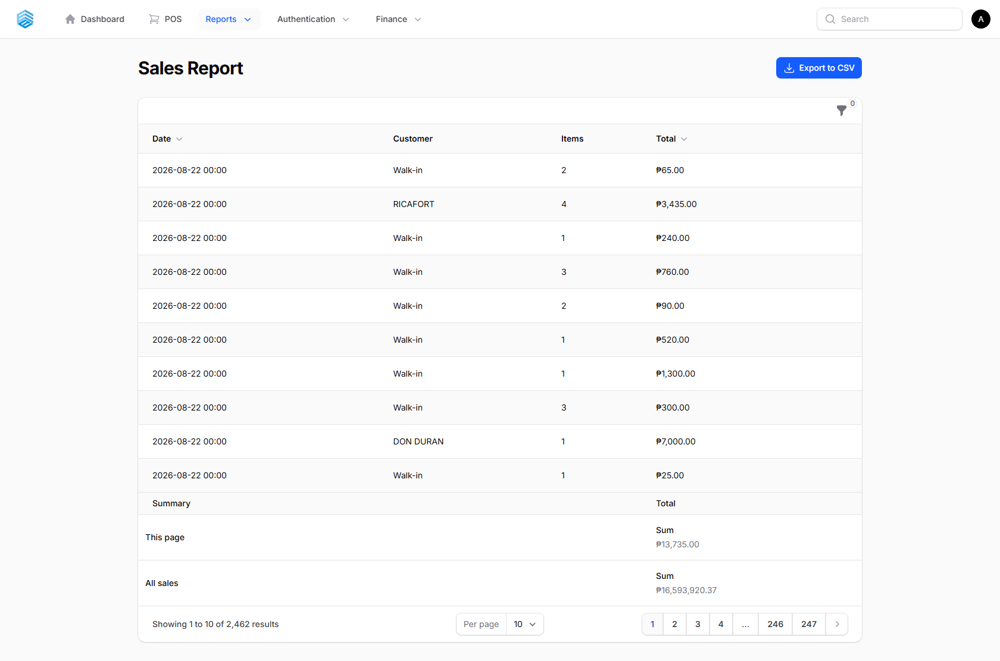 Dashboard POS Reports Authentication Finance Search A
Sales Report Export to CSV
0
Date Customer Items Total
2026-08-22 00:00 Walk-in 2 ₱65.00
2026-08-22 00:00 RICAFORT 4 ₱3,435.00
2026-08-22 00:00 Walk-in 1 ₱240.00
2026-08-22 00:00 Walk-in 3 ₱760.00
2026-08-22 00:00 Walk-in 2 ₱90.00
2026-08-22 00:00 Walk-in 1 ₱520.00
2026-08-22 00:00 Walk-in 1 ₱1,300.00
2026-08-22 00:00 Walk-in 3 ₱300.00
2026-08-22 00:00 DON DURAN 1 ₱7,000.00
2026-08-22 00:00 Walk-in 1 ₱25.00
Summary Total
This page Sum
₱13,735.00
All sales Sum
₱16,593,920.37
Showing 1 to 10 of 2,462 results Per page 10 1 2 3 4 ... 246 247